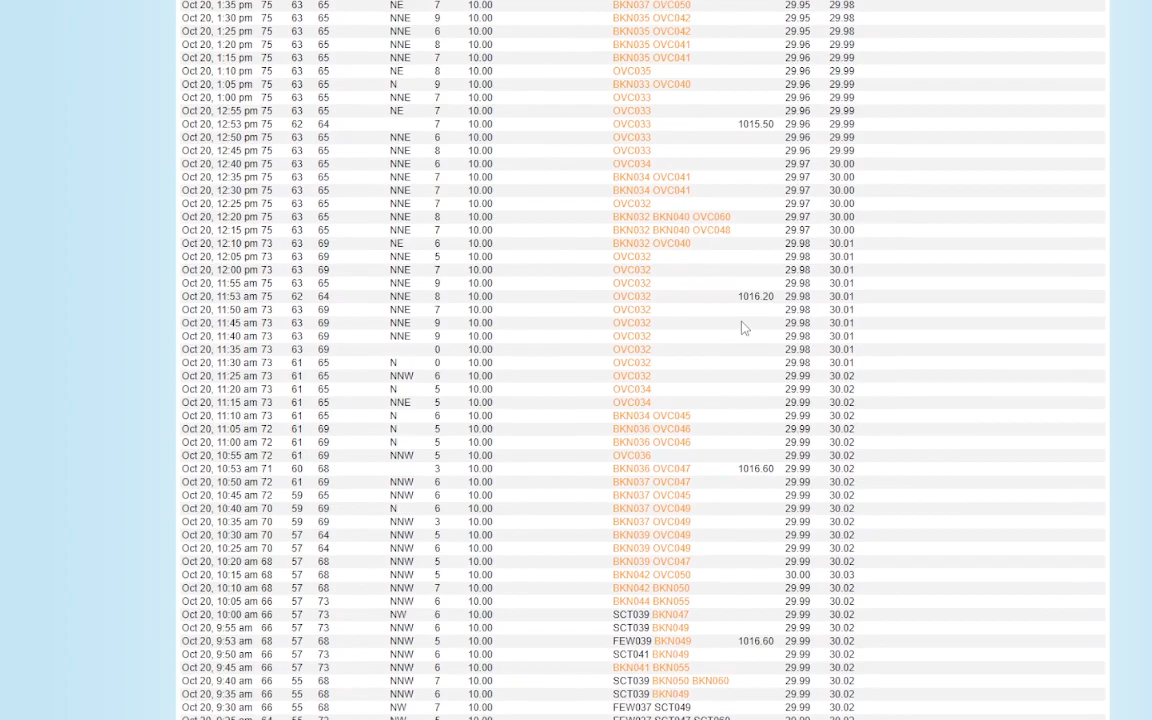 Oct 20, 1:35 pm 75 63 65 NE 7 10.00 BKN037 OVC050 29.95 29.98
Oct 20, 1:30 pm 75 63 65 NNE 9 10.00 BKN035 OVC042 29.95 29.98
Oct 20, 1:25 pm 75 63 65 NNE 6 10.00 BKN035 OVC042 29.95 29.98
Oct 20, 1:20 pm 75 63 65 NNE 8 10.00 BKN035 OVC041 29.96 29.99
Oct 20, 1:15 pm 75 63 65 NNE 7 10.00 BKN035 OVC041 29.96 29.99
Oct 20, 1:10 pm 75 63 65 NE 8 10.00 OVC035 29.96 29.99
Oct 20, 1:05 pm 75 63 65 N 9 10.00 BKN033 OVC040 29.96 29.99
Oct 20, 1:00 pm 75 63 65 NNE 7 10.00 OVC033 29.96 29.99
Oct 20, 12:55 pm 75 63 65 NE 7 10.00 OVC033 29.96 29.99
Oct 20, 12:53 pm 75 62 64 7 10.00 OVC033 1015.50 29.96 29.99
Oct 20, 12:50 pm 75 63 65 NNE 6 10.00 OVC033 29.96 29.99
Oct 20, 12:45 pm 75 63 65 NNE 8 10.00 OVC033 29.96 29.99
Oct 20, 12:40 pm 75 63 65 NNE 6 10.00 OVC034 29.97 30.00
Oct 20, 12:35 pm 75 63 65 NNE 7 10.00 BKN034 OVC041 29.97 30.00
Oct 20, 12:30 pm 75 63 65 NNE 7 10.00 BKN034 OVC041 29.97 30.00
Oct 20, 12:25 pm 75 63 65 NNE 7 10.00 OVC032 29.97 30.00
Oct 20, 12:20 pm 75 63 65 NNE 8 10.00 BKN032 BKN040 OVC060 29.97 30.00
Oct 20, 12:15 pm 75 63 65 NNE 7 10.00 BKN032 BKN040 OVC048 29.97 30.00
Oct 20, 12:10 pm 73 63 69 NE 6 10.00 BKN032 OVC040 29.98 30.01
Oct 20, 12:05 pm 73 63 69 NNE 5 10.00 OVC032 29.98 30.01
Oct 20, 12:00 pm 73 63 69 NNE 7 10.00 OVC032 29.98 30.01
Oct 20, 11:55 am 73 63 69 NNE 9 10.00 OVC032 29.98 30.01
Oct 20, 11:53 am 75 62 64 NNE 8 10.00 OVC032 1016.20 29.98 30.01
Oct 20, 11:50 am 73 63 69 NNE 7 10.00 OVC032 29.98 30.01
Oct 20, 11:45 am 73 63 69 NNE 9 10.00 OVC032 29.98 30.01
Oct 20, 11:40 am 73 63 69 NNE 9 10.00 OVC032 29.98 30.01
Oct 20, 11:35 am 73 63 69 0 10.00 OVC032 29.98 30.01
Oct 20, 11:30 am 73 61 65 N 0 10.00 OVC032 29.98 30.01
Oct 20, 11:25 am 73 61 65 NNW 6 10.00 OVC032 29.99 30.02
Oct 20, 11:20 am 73 61 65 N 5 10.00 OVC034 29.99 30.02
Oct 20, 11:15 am 73 61 65 NNE 5 10.00 OVC034 29.99 30.02
Oct 20, 11:10 am 73 61 65 N 6 10.00 BKN034 OVC045 29.99 30.02
Oct 20, 11:05 am 72 61 69 N 5 10.00 BKN036 OVC046 29.99 30.02
Oct 20, 11:00 am 72 61 69 N 5 10.00 BKN036 OVC046 29.99 30.02
Oct 20, 10:55 am 72 61 69 NNW 5 10.00 OVC036 29.99 30.02
Oct 20, 10:53 am 71 60 68 3 10.00 BKN036 OVC047 1016.60 29.99 30.02
Oct 20, 10:50 am 72 61 69 NNW 6 10.00 BKN037 OVC047 29.99 30.02
Oct 20, 10:45 am 72 59 65 NNW 6 10.00 BKN037 OVC045 29.99 30.02
Oct 20, 10:40 am 70 59 69 N 6 10.00 BKN037 OVC049 29.99 30.02
Oct 20, 10:35 am 70 59 69 NNW 3 10.00 BKN037 OVC049 29.99 30.02
Oct 20, 10:30 am 70 57 64 NNW 5 10.00 BKN039 OVC049 29.99 30.02
Oct 20, 10:25 am 70 57 64 NNW 6 10.00 BKN039 OVC049 29.99 30.02
Oct 20, 10:20 am 68 57 68 NNW 5 10.00 BKN039 OVC047 29.99 30.02
Oct 20, 10:15 am 68 57 68 NNW 5 10.00 BKN042 OVC050 30.00 30.03
Oct 20, 10:10 am 68 57 68 NNW 7 10.00 BKN042 BKN050 29.99 30.02
Oct 20, 10:05 am 66 57 73 NNW 6 10.00 BKN044 BKN055 29.99 30.02
Oct 20, 10:00 am 66 57 73 NW 6 10.00 SCT039 BKN047 29.99 30.02
Oct 20, 9:55 am 66 57 73 NNW 6 10.00 SCT039 BKN049 29.99 30.02
Oct 20, 9:53 am 68 57 68 NNW 5 10.00 FEW039 BKN049 1016.60 29.99 30.02
Oct 20, 9:50 am 66 57 73 NNW 6 10.00 SCT041 BKN049 29.99 30.02
Oct 20, 9:45 am 66 57 73 NNW 6 10.00 BKN041 BKN055 29.99 30.02
Oct 20, 9:40 am 66 55 68 NNW 7 10.00 SCT039 BKN050 BKN060 29.99 30.02
Oct 20, 9:35 am 66 55 68 NNW 6 10.00 SCT039 BKN049 29.99 30.02
Oct 20, 9:30 am 66 55 68 NW 7 10.00 FEW037 SCT049 29.99 30.02
Oct 20, 9:25 am 64 55 73 NW 5 10.00 FEW037 SCT047 SCT060 29.99 30.02